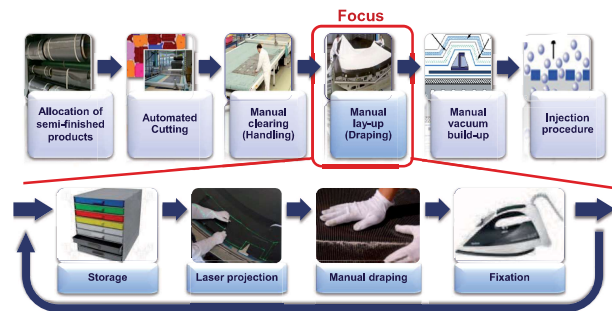 Focus
Allocation of
semi-finished
products
Automated
Cutting
Manual
clearing
(Handling)
Manual
lay-up
(Draping)
Manual
vacuum
build-up
Injection
procedure
Storage
Laser projection
Manual draping
Fixation